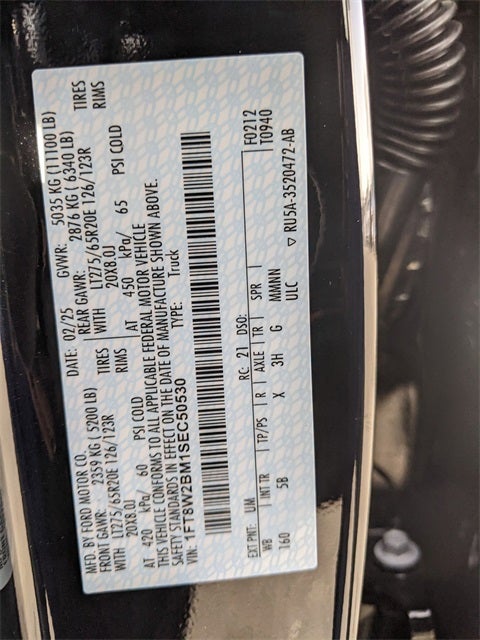 MFD. BY FORD MOTOR CO.
DATE: 02/25 GVWR: 5035 KG (11100 LB)
FRONT GAWR: 2359 KG (5200 LB) REAR GAWR: 2876 KG (6340 LB)
WITH LT275/65R20E 126/123R TIRES WITH LT275/65R20E 126/123R TIRES
20X8.0J RIMS 20X8.0J RIMS
AT 420 kPa/ 60 PSI COLD AT 450 kPa/ 65 PSI COLD
THIS VEHICLE CONFORMS TO ALL APPLICABLE FEDERAL MOTOR VEHICLE
SAFETY STANDARDS IN EFFECT ON THE DATE OF MANUFACTURE SHOWN ABOVE.
VIN: 1FT8W2BM1SEC50530 TYPE: Truck
F0212
EXT PNT: UM RC: 21 DSO: T0940
WB INT TR TP/PS R AXLE TR SPR
160 5B X 3H G MMMNN
ULC
▽ RU5A-3520472-AB